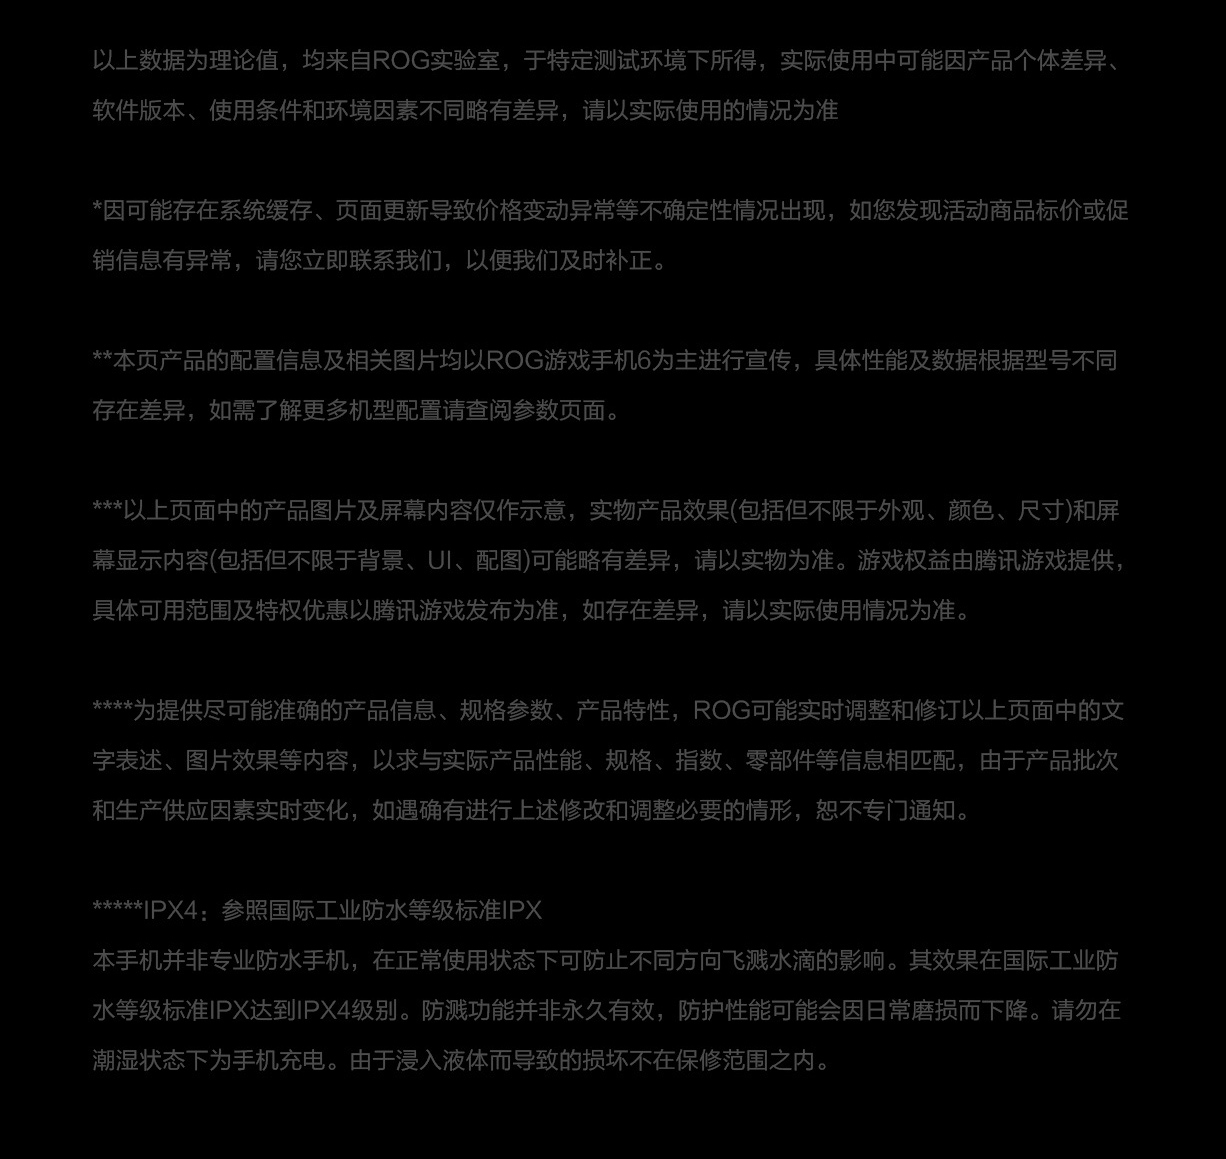 以上数据为理论值，均来自ROG实验室，于特定测试环境下所得，实际使用中可能因产品个体差异、
软件版本、使用条件和环境因素不同略有差异，请以实际使用的情况为准
*因可能存在系统缓存、页面更新导致价格变动异常等不确定性情况出现，如您发现活动商品标价或促
销信息有异常，请您立即联系我们，以便我们及时补正。
**本页产品的配置信息及相关图片均以ROG游戏手机6为主进行宣传，具体性能及数据根据型号不同
存在差异，如需了解更多机型配置请查阅参数页面。
***以上页面中的产品图片及屏幕内容仅作示意，实物产品效果(包括但不限于外观、颜色、尺寸)和屏
幕显示内容(包括但不限于背景、UI、配图)可能略有差异，请以实物为准。游戏权益由腾讯游戏提供，
具体可用范围及特权优惠以腾讯游戏发布为准，如存在差异，请以实际使用情况为准。
****为提供尽可能准确的产品信息、规格参数、产品特性，ROG可能实时调整和修订以上页面中的文
字表述、图片效果等内容，以求与实际产品性能、规格、指数、零部件等信息相匹配，由于产品批次
和生产供应因素实时变化，如遇确有进行上述修改和调整必要的情形，恕不专门通知。
*****IPX4：参照国际工业防水等级标准IPX
本手机并非专业防水手机，在正常使用状态下可防止不同方向飞溅水滴的影响。其效果在国际工业防
水等级标准IPX达到IPX4级别。防溅功能并非永久有效，防护性能可能会因日常磨损而下降。请勿在
潮湿状态下为手机充电。由于浸入液体而导致的损坏不在保修范围之内。